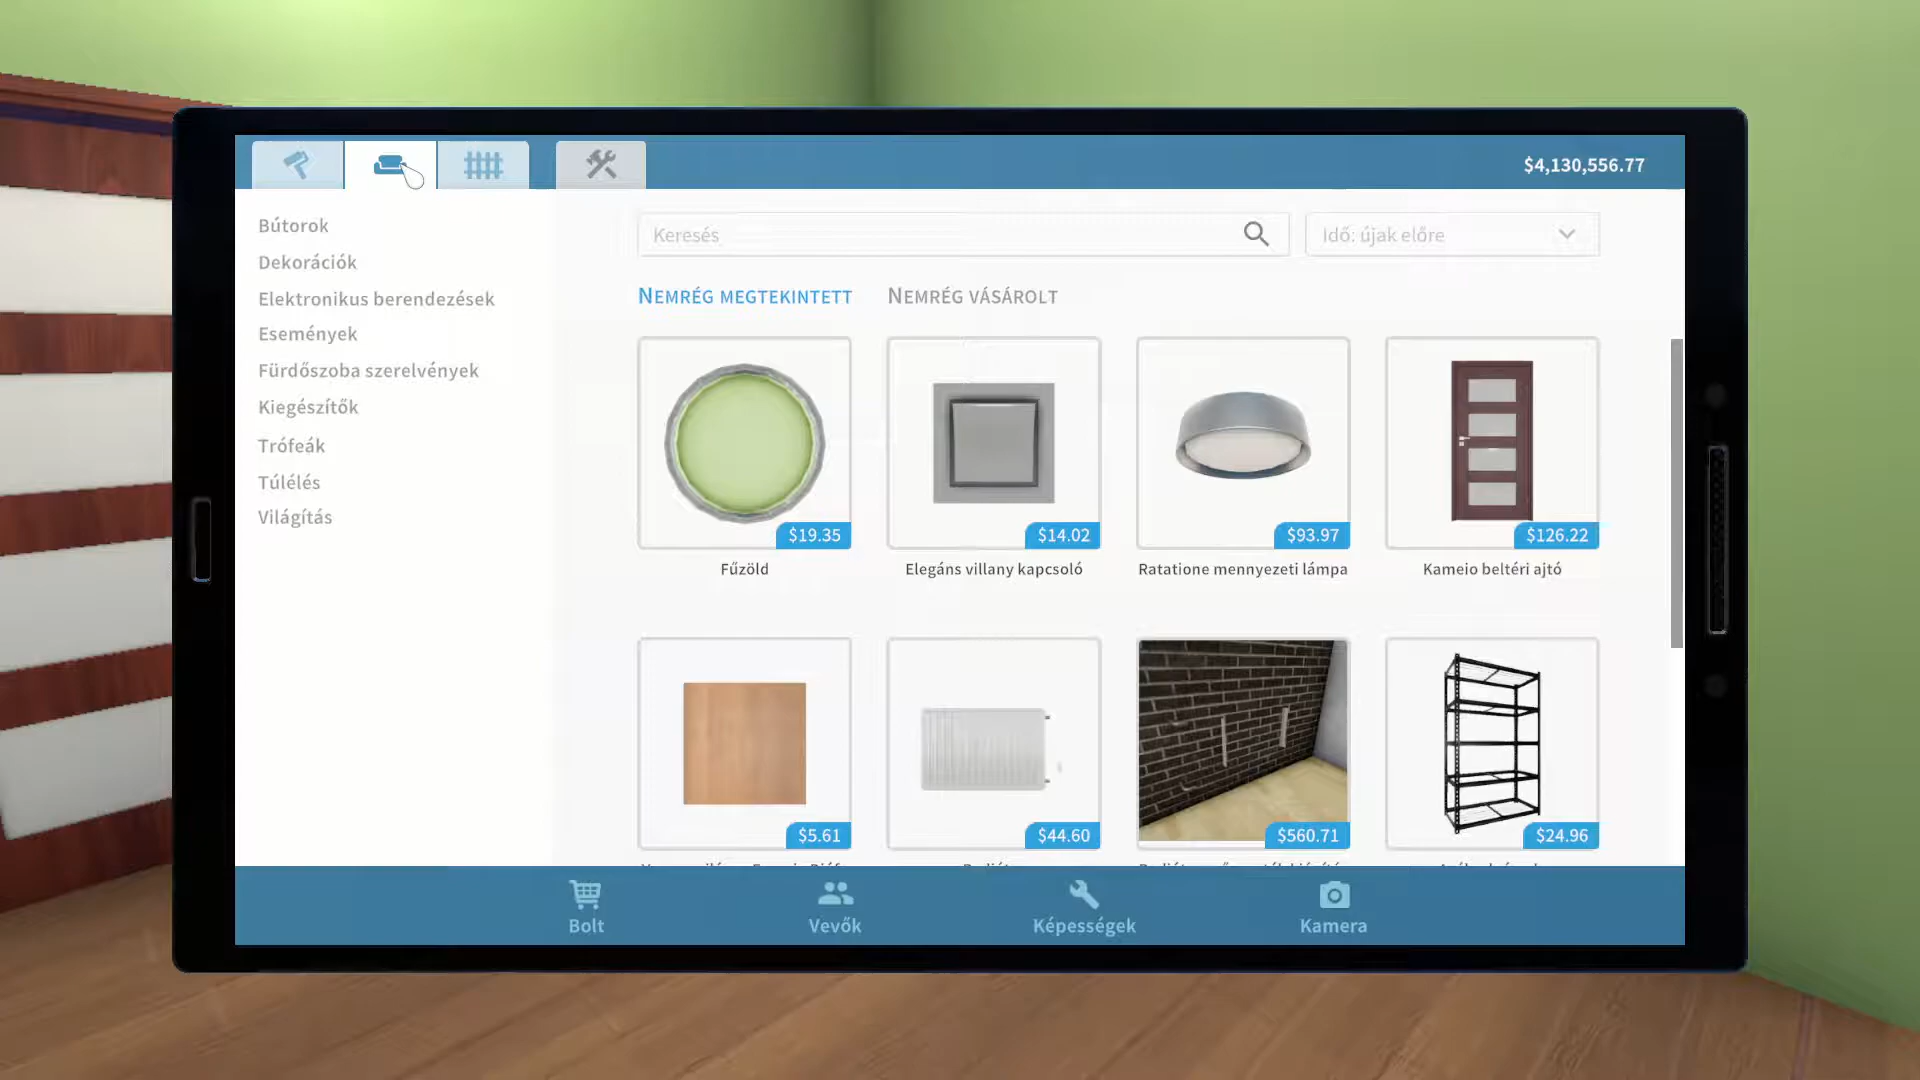 $4,130,556.77
Bútorok
Dekorációk
Elektronikus berendezések
Események
Fürdőszoba szerelvények
Kiegészítők
Trófeák
Túlélés
Világítás
Keresés
Idő: újak előre
NEMRÉG MEGTEKINTETT
NEMRÉG VÁSÁROLT
$19.35
$14.02
$93.97
$126.22
Fűzöld
Elegáns villany kapcsoló
Ratatione mennyezeti lámpa
Kameio beltéri ajtó
$5.61
$44.60
$560.71
$24.96
Bolt
Vevők
Képességek
Kamera